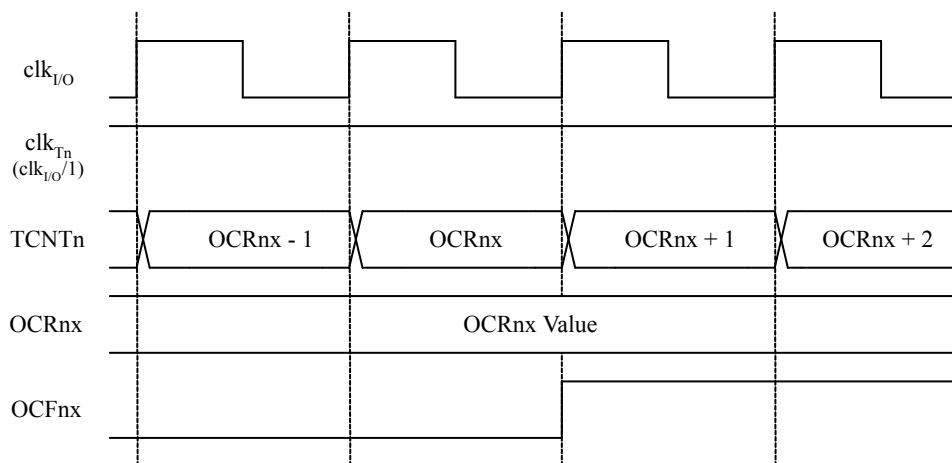 clkI/O
clkTn
(clkI/O/1)
TCNTn OCRnx - 1 OCRnx OCRnx + 1 OCRnx + 2
OCRnx OCRnx Value
OCFnx